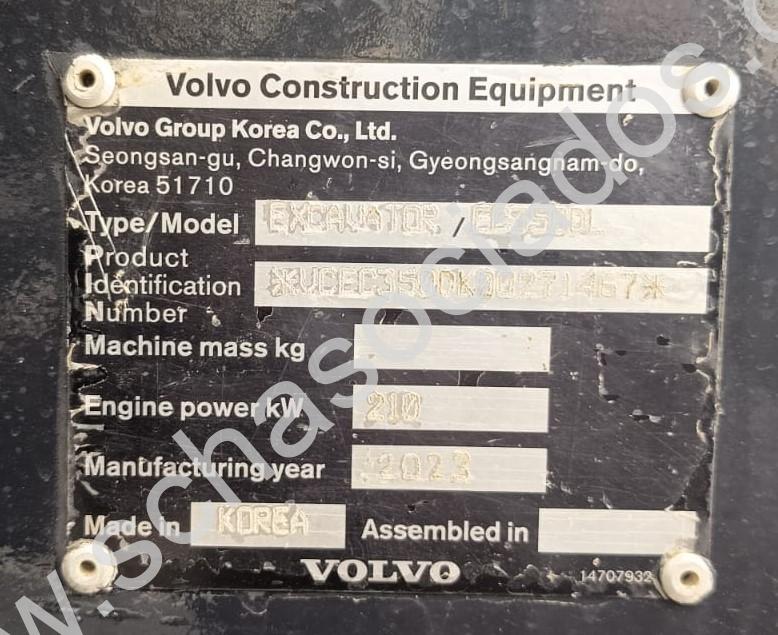 Volvo Construction Equipment
Volvo Group Korea Co., Ltd.
Seongsan-gu, Changwon-si, Gyeongsangnam-do,
Korea 51710
Type/Model EXCAVATOR /
Product
Identification
Number
Machine mass kg
Engine power kW 210
Manufacturing year 2023
Made in KOREA Assembled in
VOLVO 14707932
www.schasociados.c